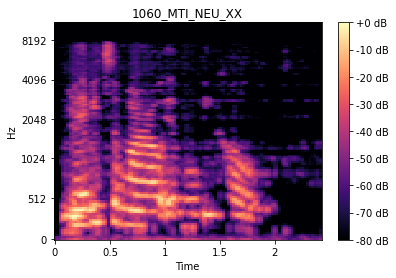 1060_MTI_NEU_XX
8192
4096
2048
1024
512
0
Hz
0
0.5
1
1.5
2
Time
+0 dB
-10 dB
-20 dB
-30 dB
-40 dB
-50 dB
-60 dB
-70 dB
-80 dB